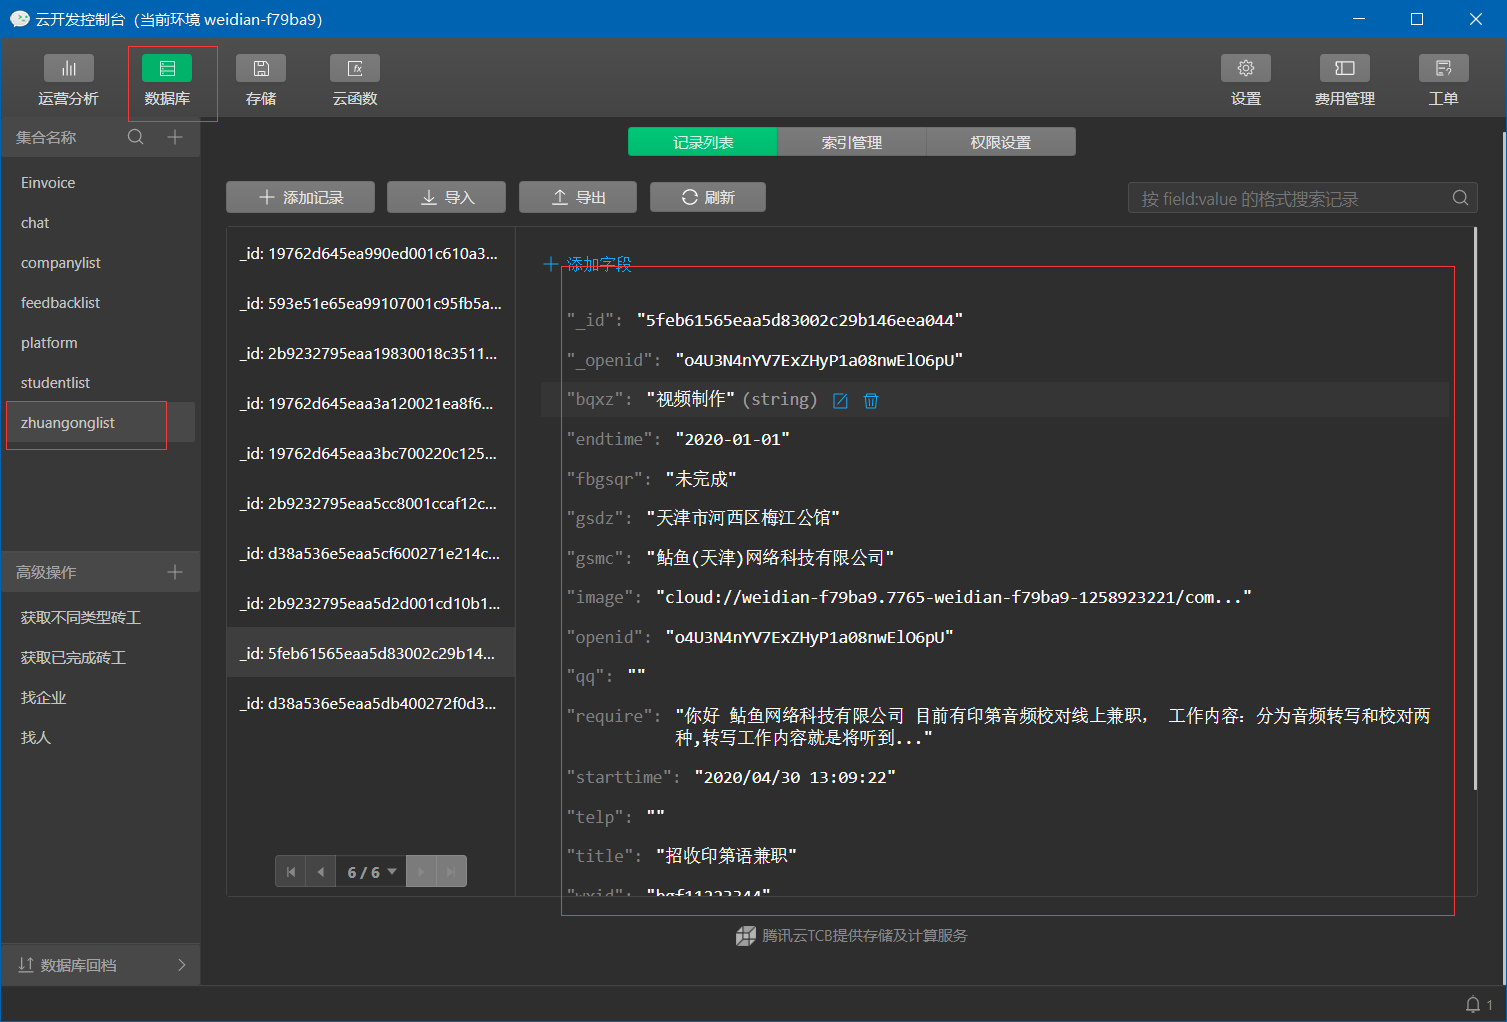 云开发控制台（当前环境 weidian-f79ba9）
运营分析
数据库
存储
云函数
设置
费用管理
工单
集合名称
Einvoice
chat
companylist
feedbacklist
platform
studentlist
zhuangonglist
高级操作
获取不同类型砖工
获取已完成砖工
找企业
找人
数据库回档
记录列表
索引管理
权限设置
添加记录
导入
导出
刷新
按 field:value 的格式搜索记录
_id: 19762d645ea990ed001c610a3...
_id: 593e51e65ea99107001c95fb5a...
_id: 2b9232795eaa19830018c3511...
_id: 19762d645eaa3a120021ea8f6...
_id: 19762d645eaa3bc700220c125...
_id: 2b9232795eaa5cc8001ccaf12c...
_id: d38a536e5eaa5cf600271e214c...
_id: 2b9232795eaa5d2d001cd10b1...
_id: 5feb61565eaa5d83002c29b14...
_id: d38a536e5eaa5db400272f0d3...
6 / 6
添加字段
"_id": "5feb61565eaa5d83002c29b146eea044"
"_openid": "o4U3N4nYV7ExZHyP1a08nwElO6pU"
"bqxz": "视频制作" (string)
"endtime": "2020-01-01"
"fbgsqr": "未完成"
"gsdz": "天津市河西区梅江公馆"
"gsmc": "鲇鱼(天津)网络科技有限公司"
"image": "cloud://weidian-f79ba9.7765-weidian-f79ba9-1258923221/com..."
"openid": "o4U3N4nYV7ExZHyP1a08nwElO6pU"
"qq": ""
"require": "你好 鲇鱼网络科技有限公司 目前有印第音频校对线上兼职， 工作内容：分为音频转写和校对两
种,转写工作内容就是将听到..."
"starttime": "2020/04/30 13:09:22"
"telp": ""
"title": "招收印第语兼职"
"wxid": "bgf11223344"
腾讯云TCB提供存储及计算服务
1